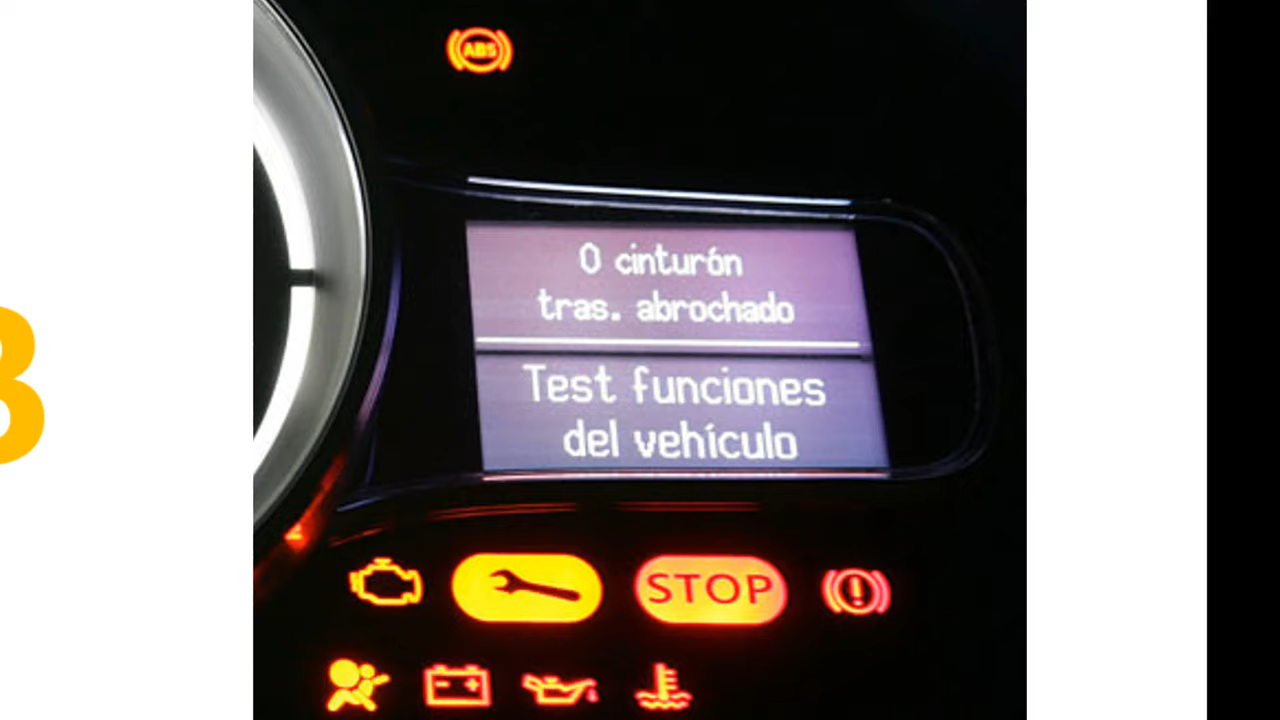 ABS
0 cinturón
tras. abrochado
Test funciones
del vehículo
STOP